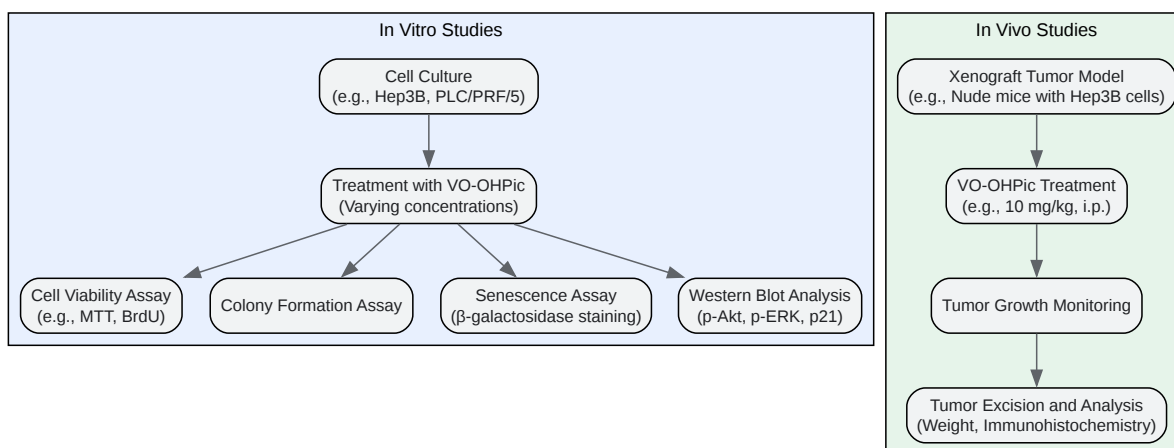 In Vitro Studies
Cell Culture
(e.g., Hep3B, PLC/PRF/5)
Treatment with VO-OHPic
(Varying concentrations)
Cell Viability Assay
(e.g., MTT, BrdU)
Colony Formation Assay
Senescence Assay
(β-galactosidase staining)
Western Blot Analysis
(p-Akt, p-ERK, p21)
In Vivo Studies
Xenograft Tumor Model
(e.g., Nude mice with Hep3B cells)
VO-OHPic Treatment
(e.g., 10 mg/kg, i.p.)
Tumor Growth Monitoring
Tumor Excision and Analysis
(Weight, Immunohistochemistry)